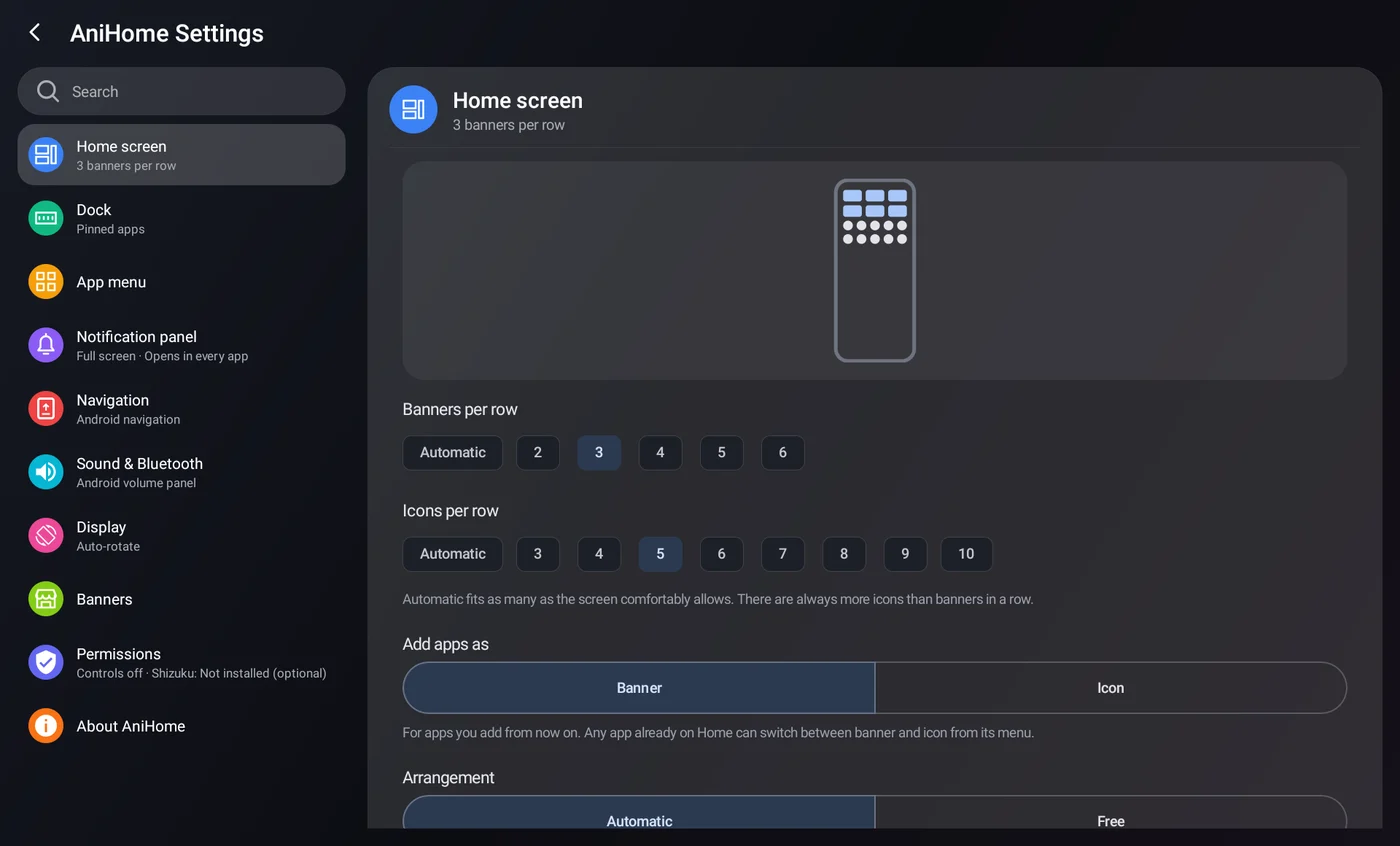 AniHome Settings
Search
Home screen
3 banners per row
Dock
Pinned apps
App menu
Notification panel
Full screen · Opens in every app
Navigation
Android navigation
Sound & Bluetooth
Android volume panel
Display
Auto-rotate
Banners
Permissions
Controls off · Shizuku: Not installed (optional)
About AniHome
Home screen
3 banners per row
Banners per row
Automatic 2 3 4 5 6
Icons per row
Automatic 3 4 5 6 7 8 9 10
Automatic fits as many as the screen comfortably allows. There are always more icons than banners in a row.
Add apps as
Banner Icon
For apps you add from now on. Any app already on Home can switch between banner and icon from its menu.
Arrangement
Automatic Free